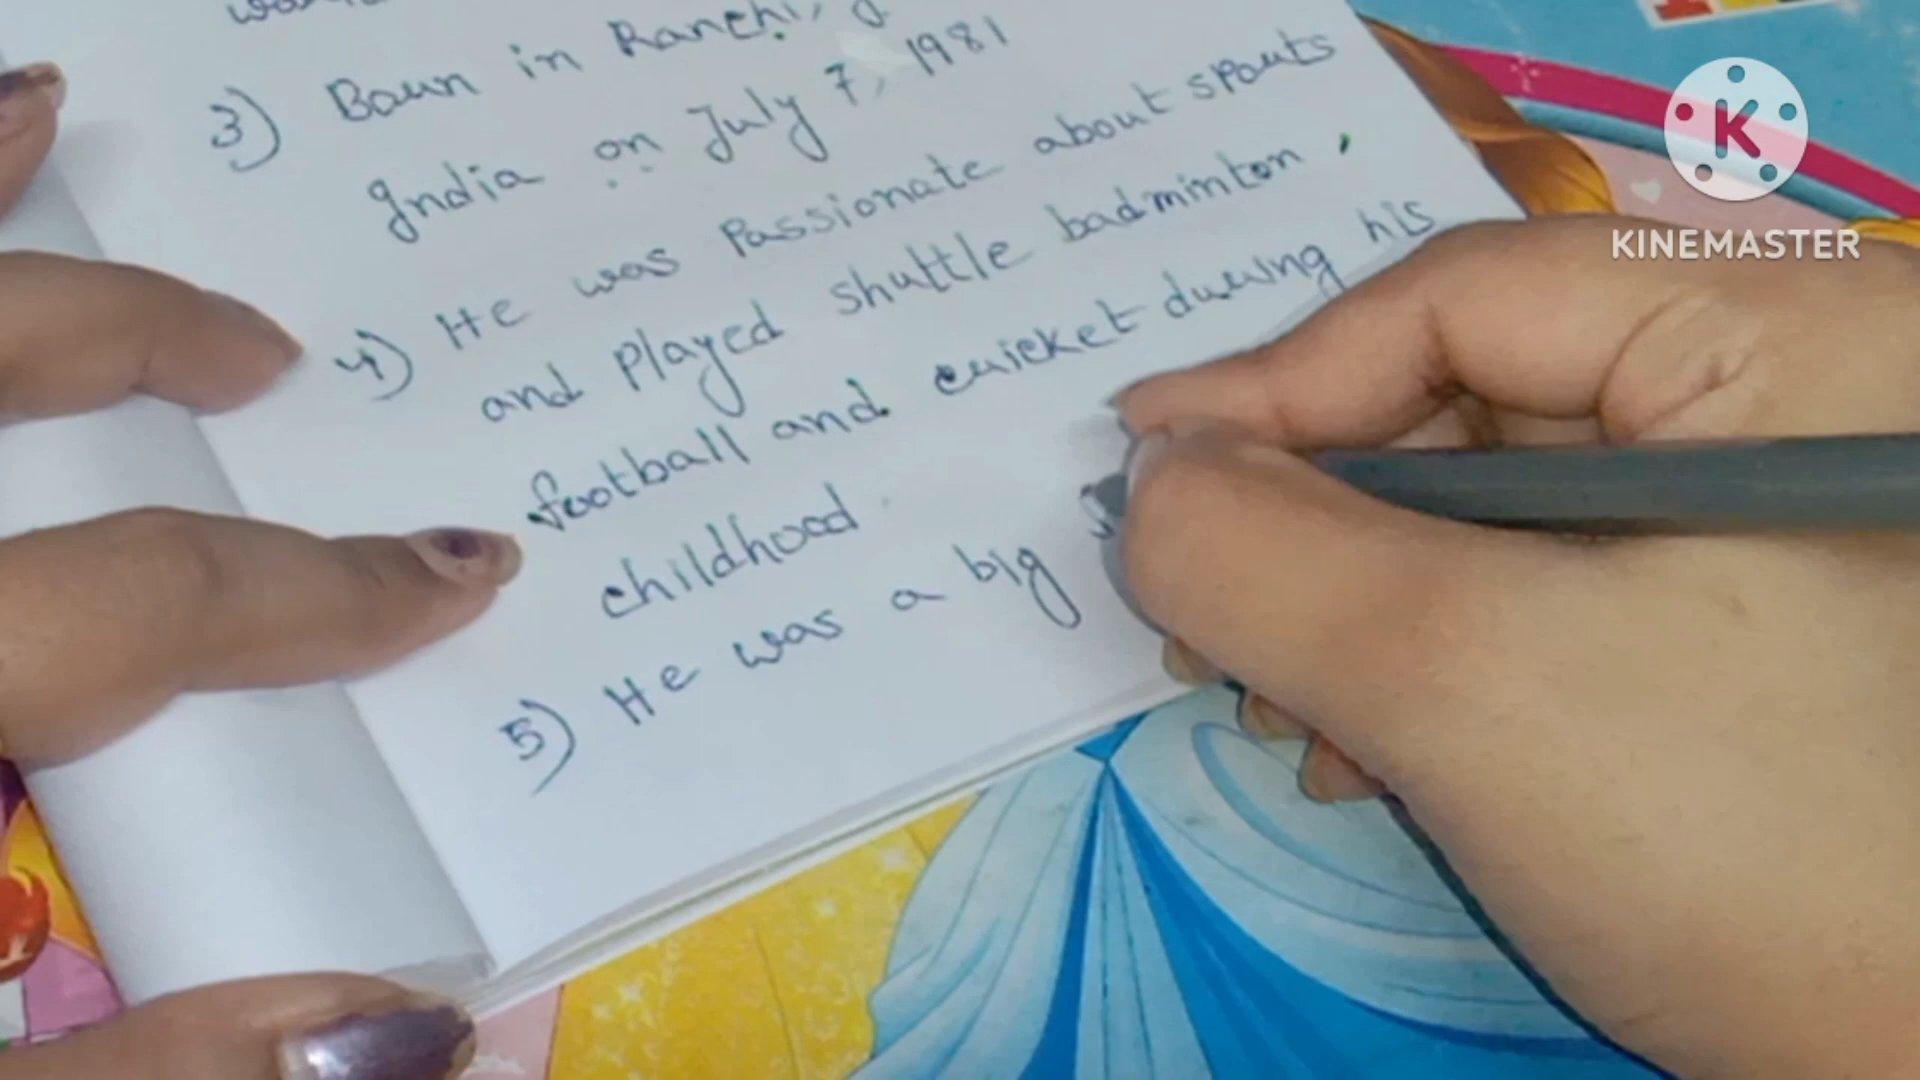 3) Born in Ranchi,
India on July 7, 1981
4) He was Passionate about sports
and Played shuttle badminton,
football and cricket during his
childhood
5) He was a big
KINEMASTER